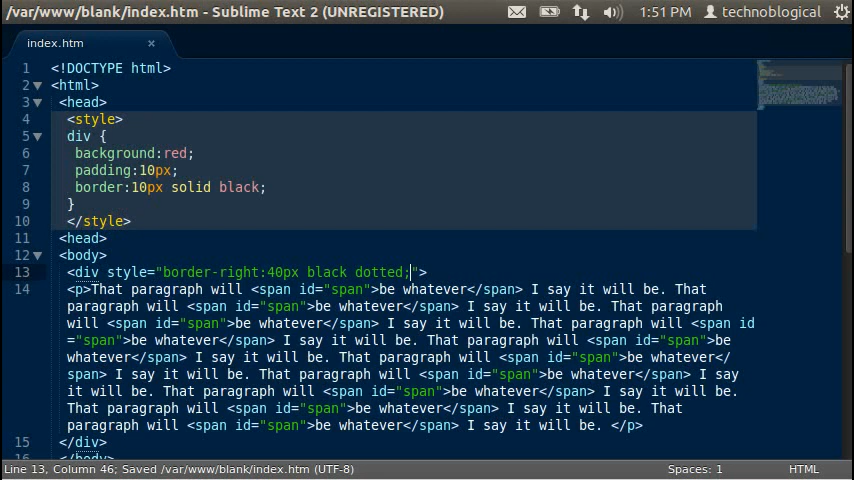 /var/www/blank/index.htm - Sublime Text 2 (UNREGISTERED) 1:51 PM technoblogical
index.htm ×
1 <!DOCTYPE html>
2 <html>
3 <head>
4 <style>
5 div {
6 background:red;
7 padding:10px;
8 border:10px solid black;
9 }
10 </style>
11 <head>
12 <body>
13 <div style="border-right:40px black dotted;">
14 <p>That paragraph will <span id="span">be whatever</span> I say it will be. That
paragraph will <span id="span">be whatever</span> I say it will be. That paragraph
will <span id="span">be whatever</span> I say it will be. That paragraph will <span id
="span">be whatever</span> I say it will be. That paragraph will <span id="span">be
whatever</span> I say it will be. That paragraph will <span id="span">be whatever</
span> I say it will be. That paragraph will <span id="span">be whatever</span> I say
it will be. That paragraph will <span id="span">be whatever</span> I say it will be.
That paragraph will <span id="span">be whatever</span> I say it will be. That
paragraph will <span id="span">be whatever</span> I say it will be. </p>
15 </div>
16 </body>
Line 13, Column 46; Saved /var/www/blank/index.htm (UTF-8) Spaces: 1 HTML